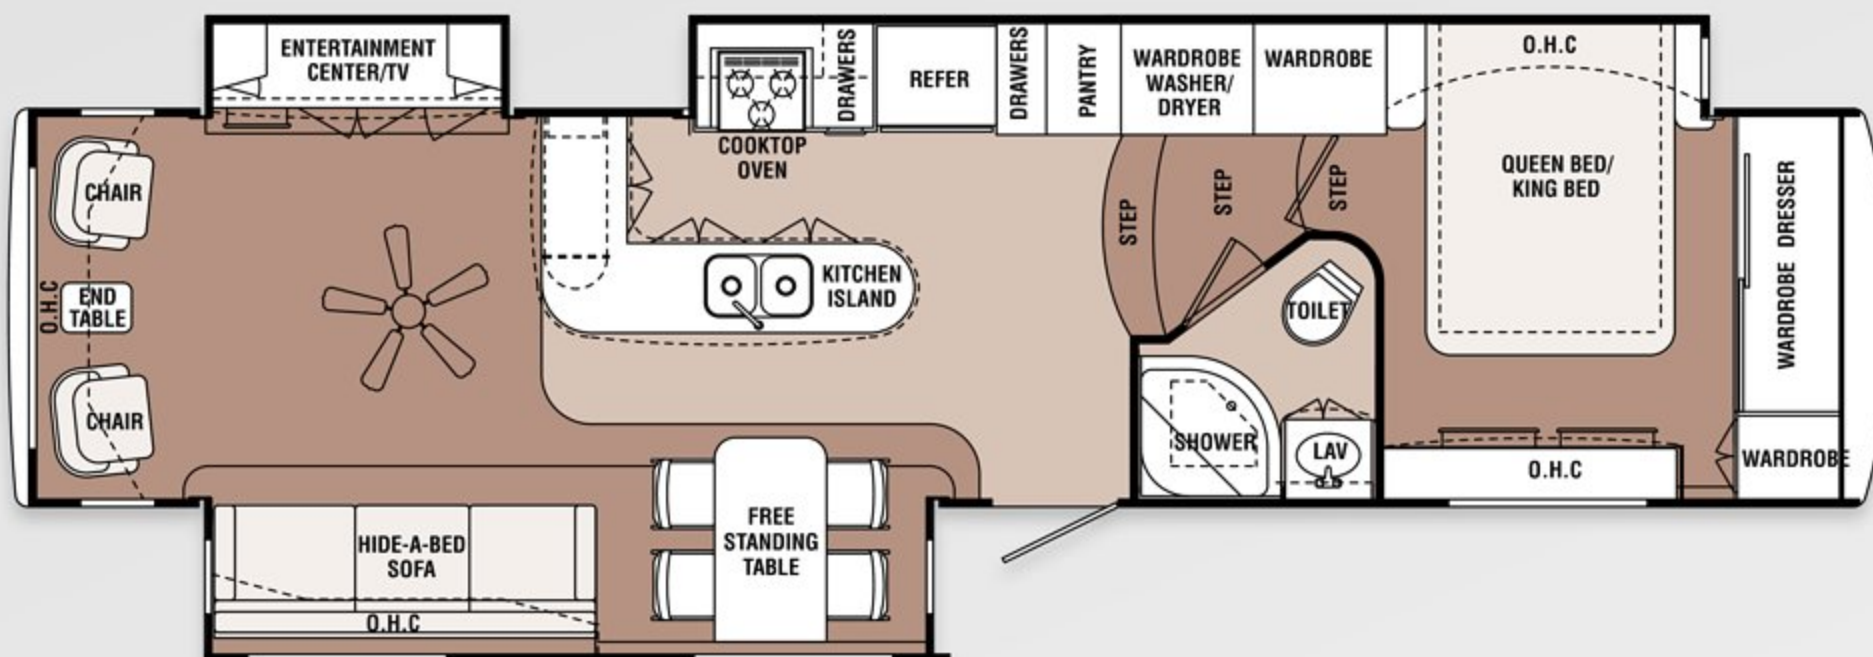 ENTERTAINMENT
CENTER/TV
DRAWERS
REFER
DRAWERS
PANTRY
WARDROBE
WASHER/
DRYER
WARDROBE
O.H.C
COOKTOP
OVEN
CHAIR
O.H.C
END
TABLE
CHAIR
KITCHEN
ISLAND
STEP
STEP
STEP
QUEEN BED/
KING BED
WARDROBE DRESSER
TOILET
SHOWER
LAV
O.H.C
WARDROBE
HIDE-A-BED
SOFA
O.H.C
FREE
STANDING
TABLE